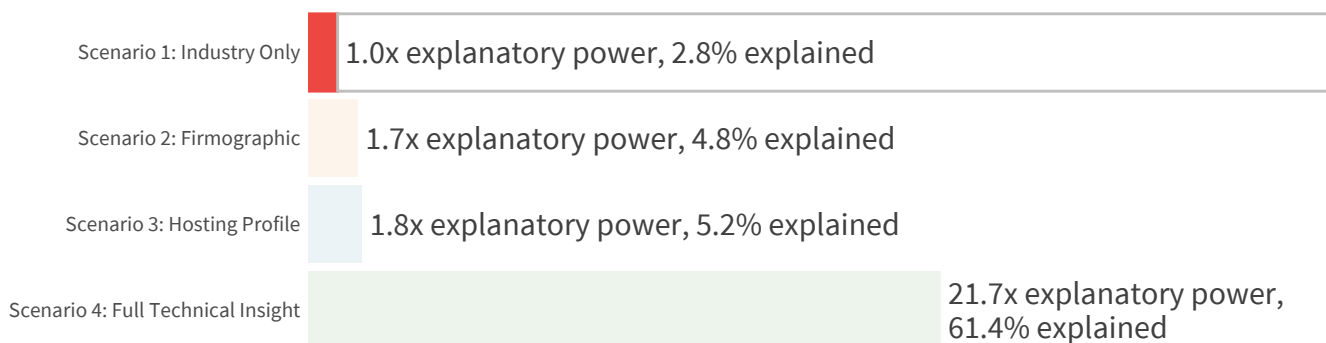 Scenario 1: Industry Only
1.0x explanatory power, 2.8% explained
Scenario 2: Firmographic
1.7x explanatory power, 4.8% explained
Scenario 3: Hosting Profile
1.8x explanatory power, 5.2% explained
Scenario 4: Full Technical Insight
21.7x explanatory power,
61.4% explained